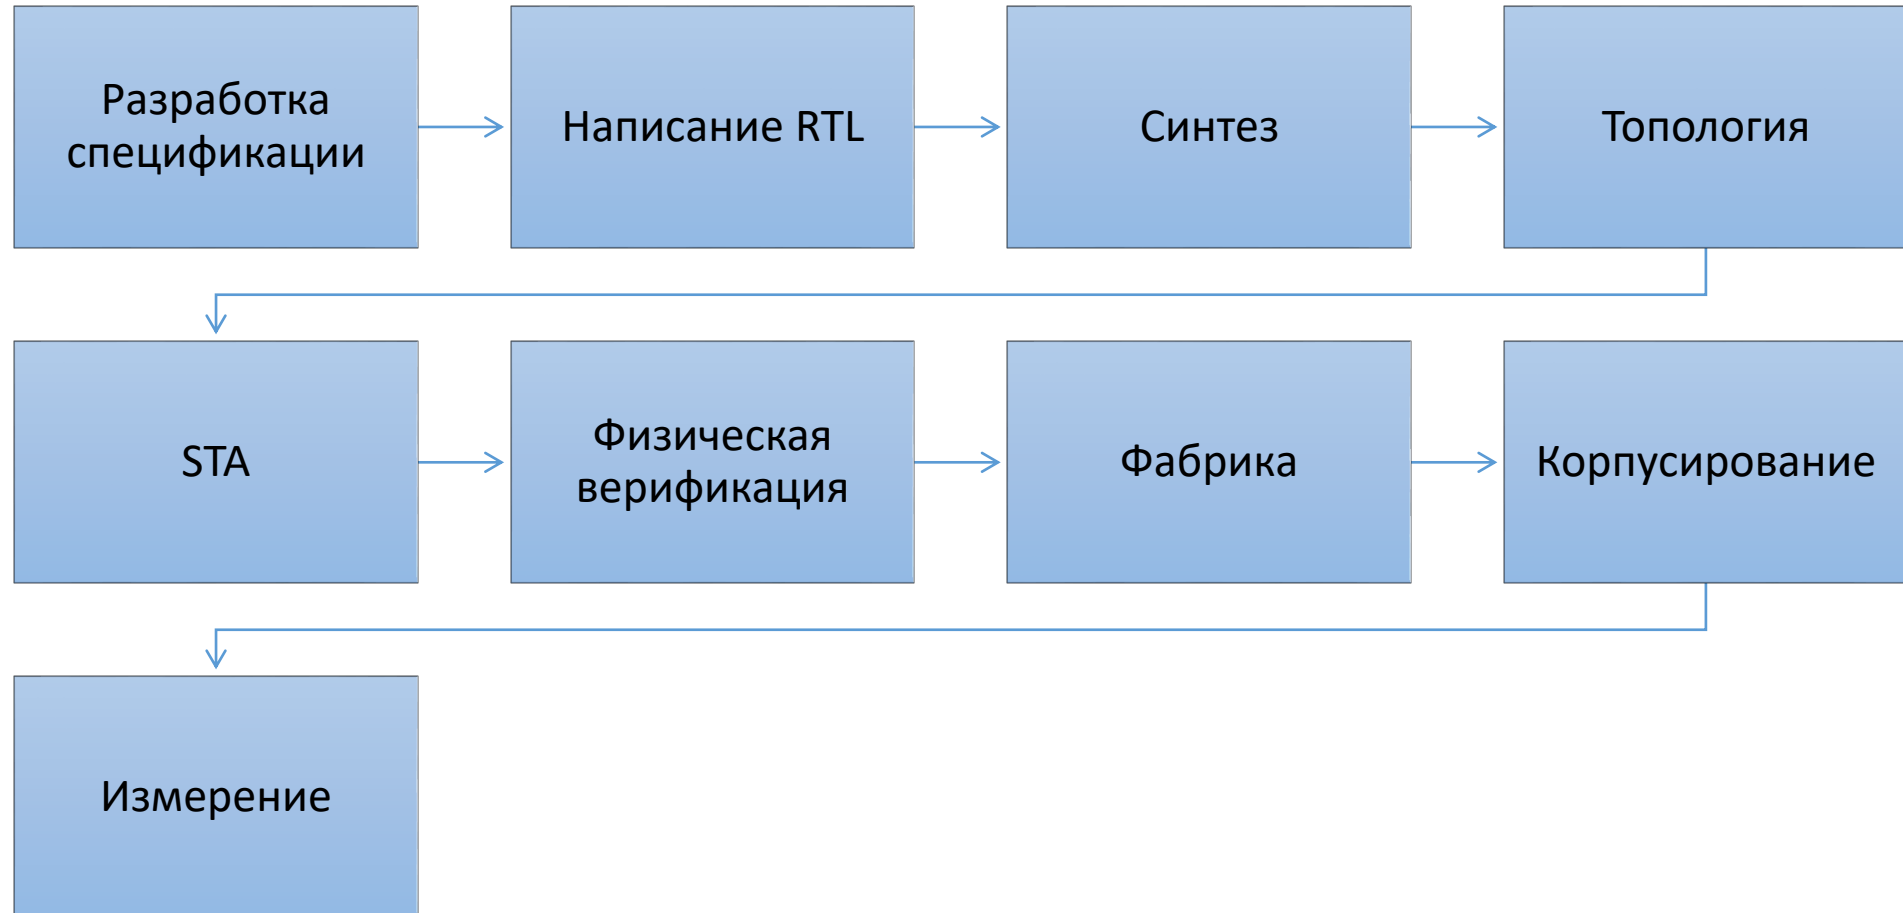 Разработка
спецификации
Написание RTL
Синтез
Топология
STA
Физическая
верификация
Фабрика
Корпусирование
Измерение